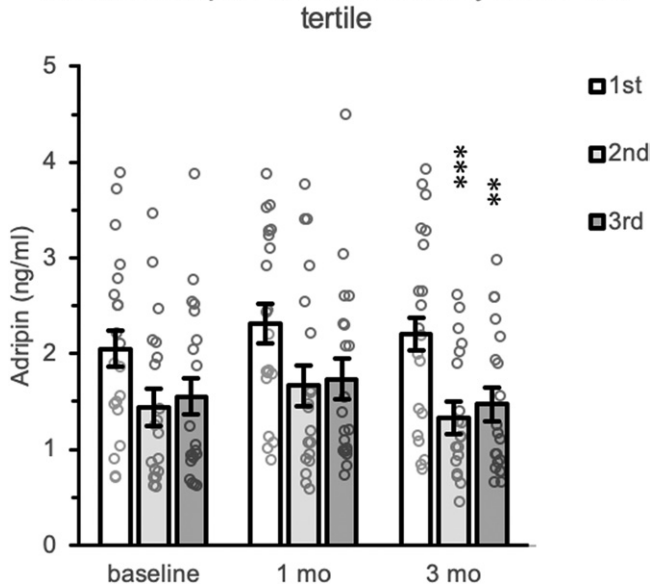 tertile
5
4
3
2
1
0
Adripin (ng/ml)
***
**
baseline
1 mo
3 mo
1st
2nd
3rd